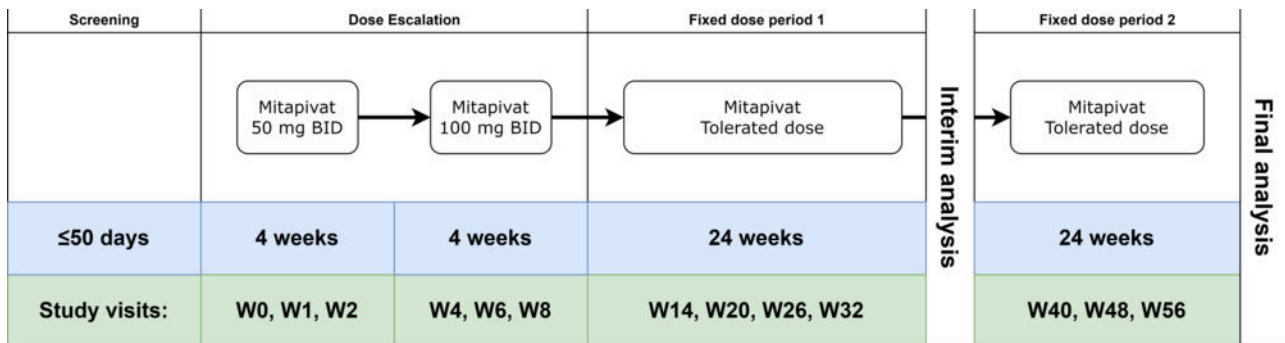 Screening
Dose Escalation
Fixed dose period 1
Fixed dose period 2
Mitapivat
50 mg BID
Mitapivat
100 mg BID
Mitapivat
Tolerated dose
Interim analysis
Mitapivat
Tolerated dose
Final analysis
≤50 days
4 weeks
4 weeks
24 weeks
24 weeks
Study visits:
W0, W1, W2
W4, W6, W8
W14, W20, W26, W32
W40, W48, W56